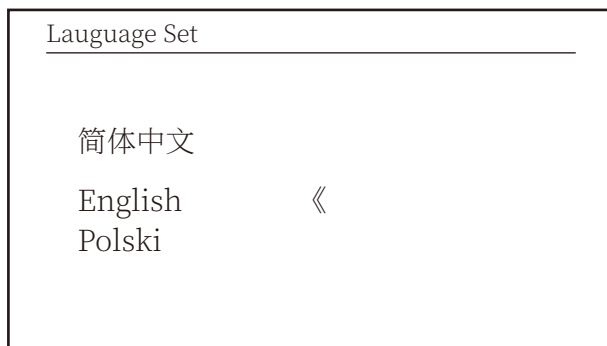 Lauguage Set
简体中文
English 《
Polski